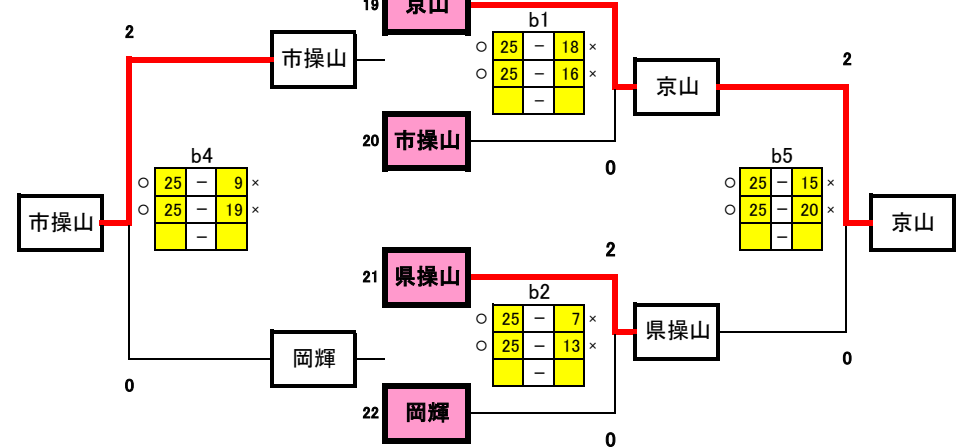 19 京山
2
b1
市操山
○ 25 － 18 ×
2
○ 25 － 16 ×
京山
－
20 市操山
b4
0
b5
○ 25 － 9 ×
○ 25 － 15 ×
○ 25 － 19 ×
○ 25 － 20 ×
市操山
京山
－
－
2
21 県操山
b2
○ 25 － 7 ×
県操山
○ 25 － 13 ×
岡輝
0
－
0
22 岡輝
0